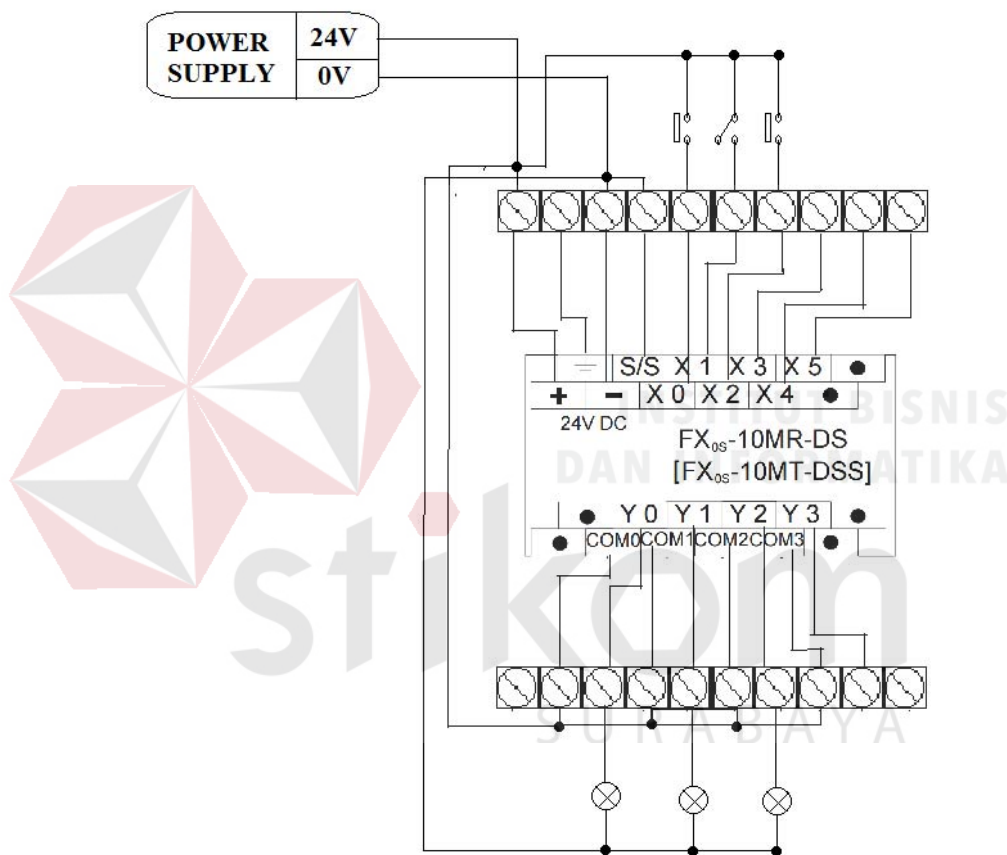 POWER SUPPLY
24V
0V
S/S X 1 X 3 X 5
+ - X 0 X 2 X 4
24V DC
FX0S-10MR-DS
[FX0S-10MT-DSS]
Y 0 Y 1 Y 2 Y 3
COM0 COM1 COM2 COM3
INSTITUT BISNIS
DAN INFORMATIKA
stikom
SURABAYA